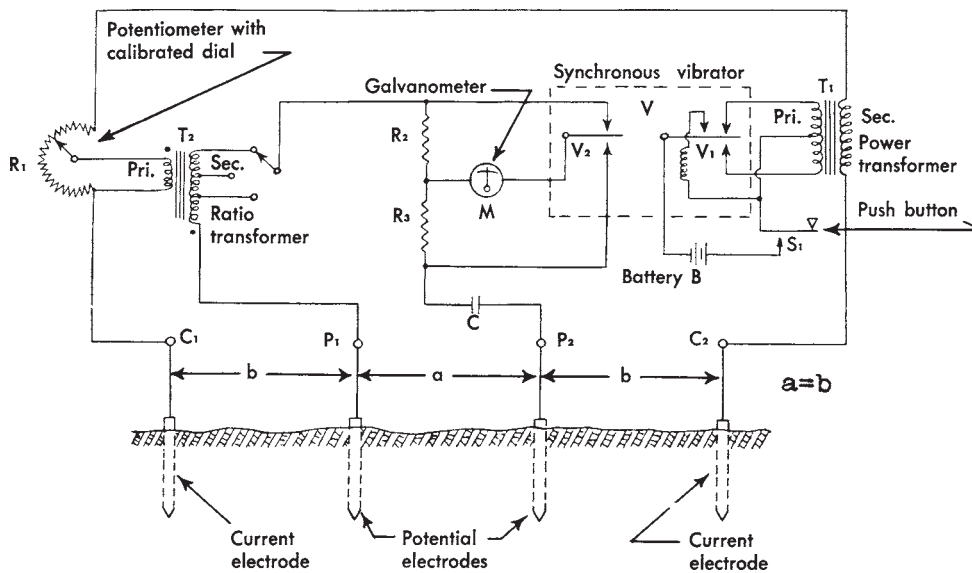 Potentiometer with
calibrated dial
Galvanometer
Synchronous vibrator
V
T1
Pri.
Sec.
Power
transformer
T2
R1
Pri.
Sec.
Ratio
transformer
R2
V2
V1
M
R3
Push button
S1
Battery B
C
C1
P1
P2
C2
b
a
b
a=b
Current
electrode
Potential
electrodes
Current
electrode